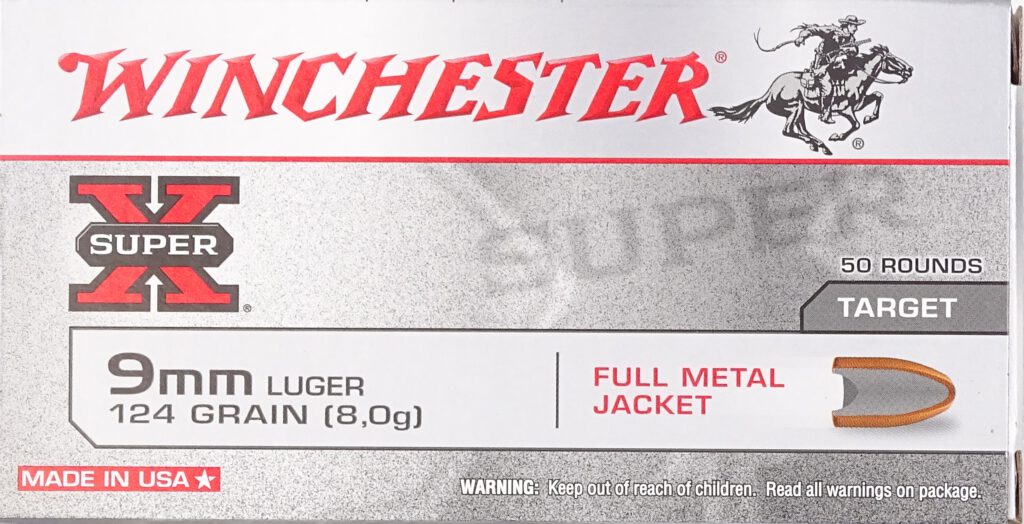 WINCHESTER®
®
SUPER
X
SUPER
®
50 ROUNDS
TARGET
9mm LUGER
124 GRAIN (8,0g)
FULL METAL
JACKET
MADE IN USA
WARNING: Keep out of reach of children. Read all warnings on package.